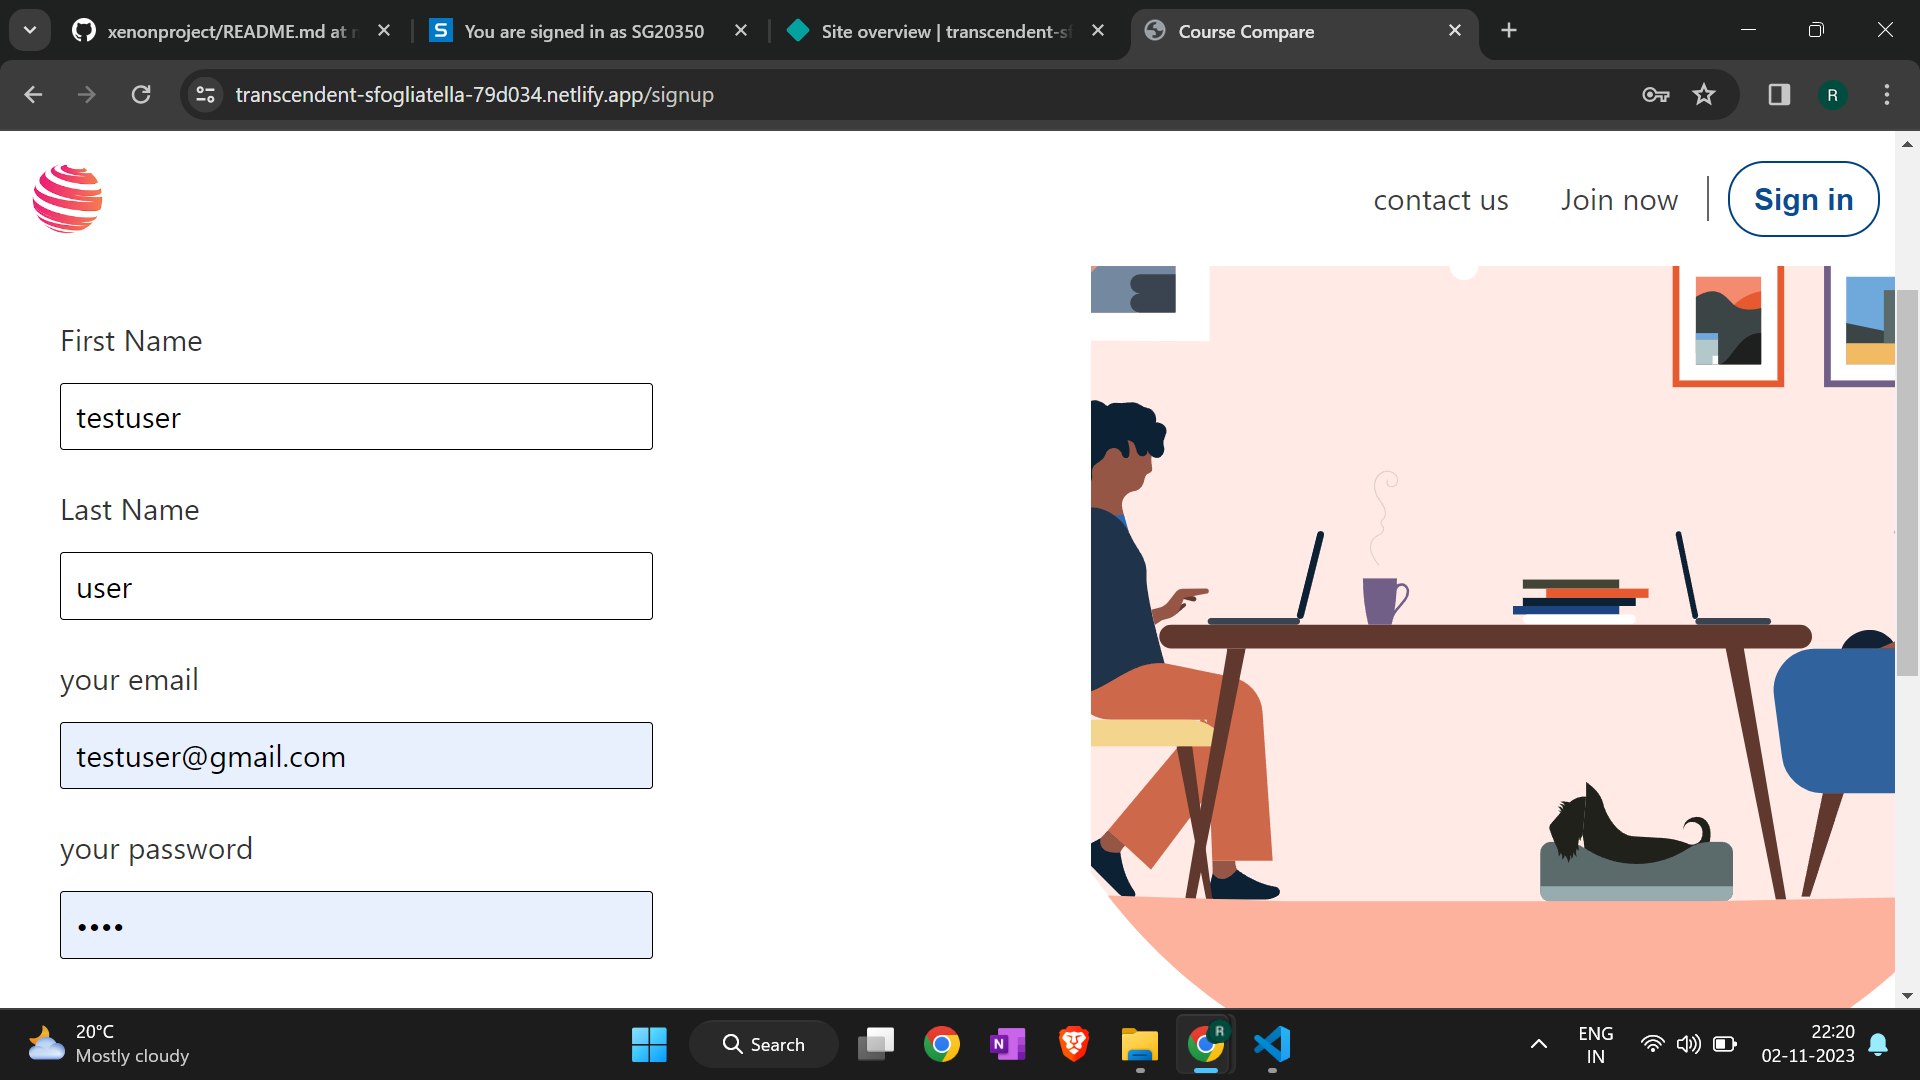 xenonproject/README.md at
You are signed in as SG20350
Site overview | transcendent-sf
Course Compare
transcendent-sfogliatella-79d034.netlify.app/signup
R
contact us
Join now
Sign in
First Name
testuser
Last Name
user
your email
testuser@gmail.com
your password
20°C
Mostly cloudy
Search
N
R
ENG
IN
22:20
02-11-2023